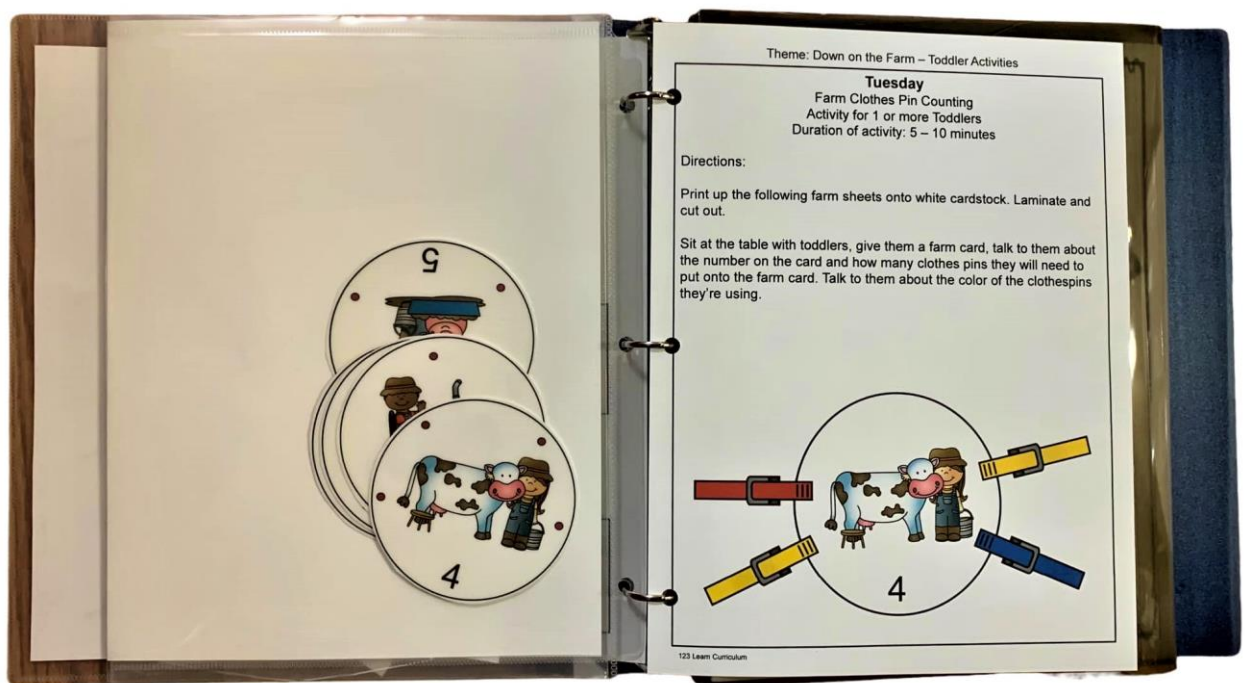 5
4
Theme: Down on the Farm – Toddler Activities
Tuesday
Farm Clothes Pin Counting
Activity for 1 or more Toddlers
Duration of activity: 5 – 10 minutes
Directions:
Print up the following farm sheets onto white cardstock. Laminate and
cut out.
Sit at the table with toddlers, give them a farm card, talk to them about
the number on the card and how many clothes pins they will need to
put onto the farm card. Talk to them about the color of the clothespins
they're using.
4
123 Learn Curriculum